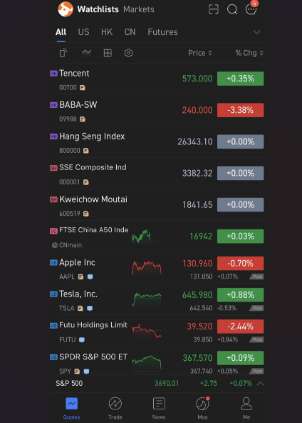 Watchlists Markets
All US HK CN Futures
Price % Chg
Tencent 573.000 +0.35%
00700
BABA-SW 240.000 -3.38%
09988
Hang Seng Index 26343.10 +0.00%
800000
SSE Composite Ind 3382.32 +0.00%
000001
Kweichow Moutai 1841.65 +0.00%
600519
FTSE China A50 Inde 16942 +0.03%
CNmain
Apple Inc 130.960 -0.70%
AAPL 131.050 +0.07%
Tesla, Inc. 645.980 +0.88%
TSLA 642.540 -0.53%
Futu Holdings Limit 39.520 -2.44%
FUTU 39.850 +0.84%
SPDR S&P 500 ET 367.570 +0.09%
SPY 367.740 +0.05%
S&P 500 3690.01 +2.75 +0.07%
Quotes Trade News Moo Me